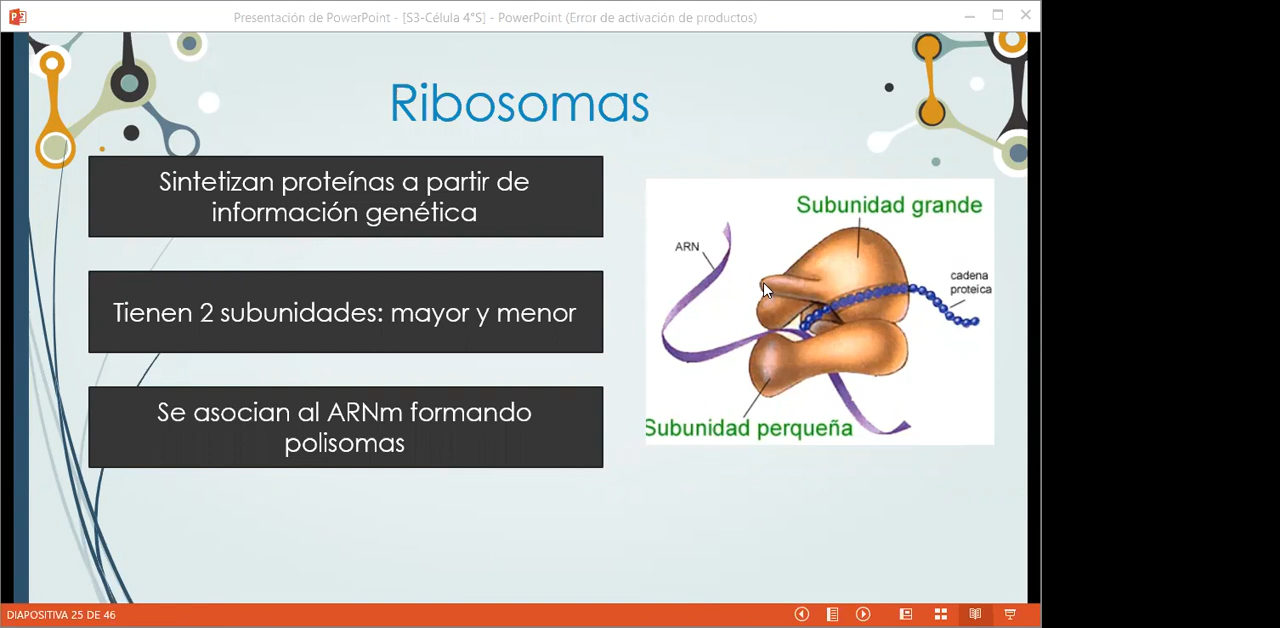 Presentación de PowerPoint - [S3-Célula 4°S] - PowerPoint (Error de activación de productos)
Ribosomas
Sintetizan proteínas a partir de
información genética
Tienen 2 subunidades: mayor y menor
Se asocian al ARNm formando
polisomas
Subunidad grande
ARN
cadena
proteica
Subunidad perqueña
DIAPOSITIVA 25 DE 46